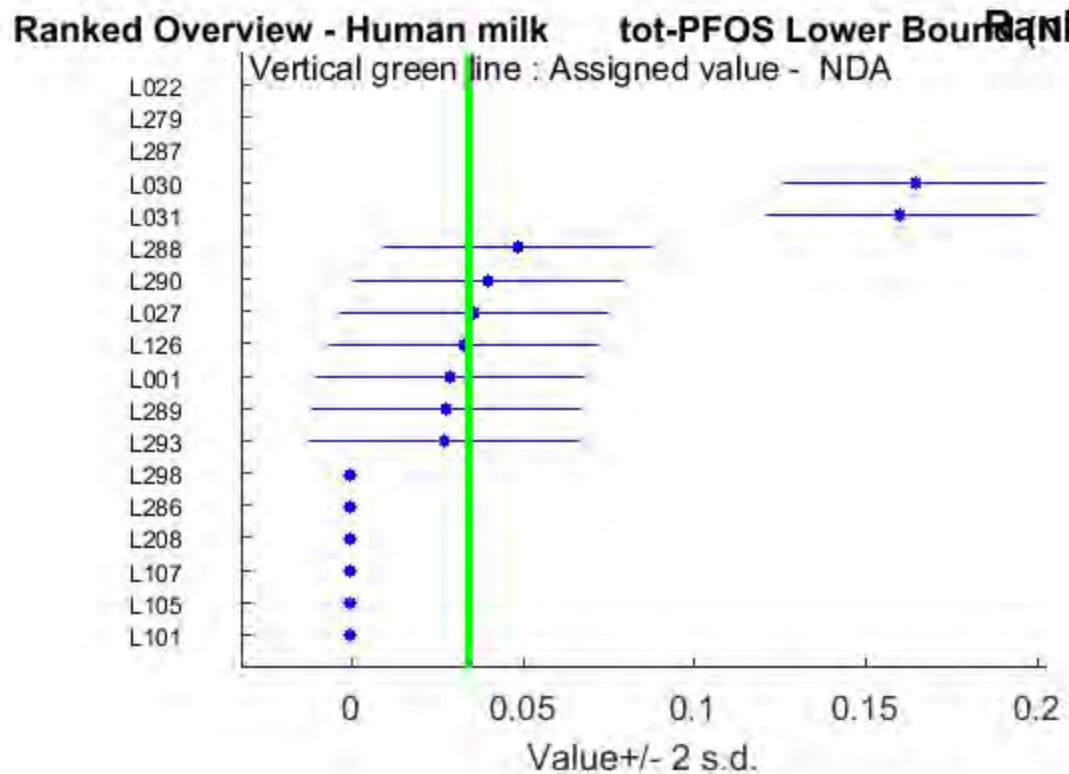 Ranked Overview - Human milk tot-PFOS Lower Bound (N
Vertical green line : Assigned value - NDA
L022
L279
L287
L030
L031
L288
L290
L027
L126
L001
L289
L293
L298
L286
L208
L107
L105
L101
0 0.05 0.1 0.15 0.2
Value+/- 2 s.d.